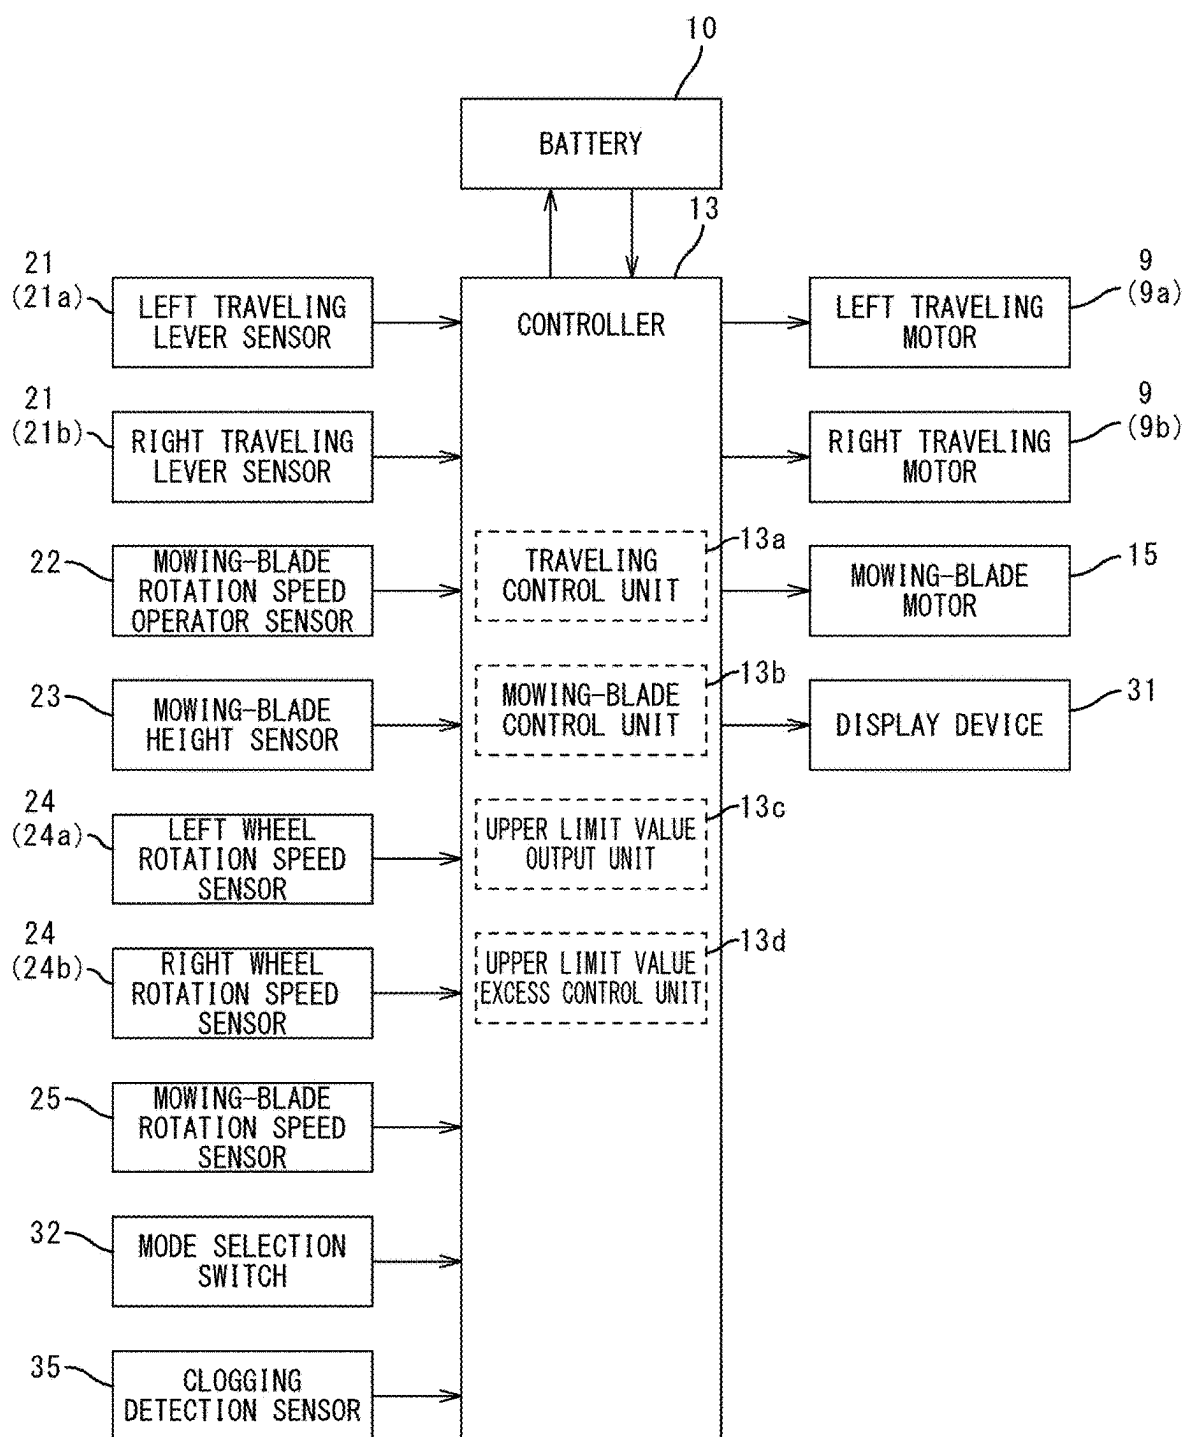 10
BATTERY
13
21
(21a)
LEFT TRAVELING
LEVER SENSOR
CONTROLLER
9
(9a)
LEFT TRAVELING
MOTOR
21
(21b)
RIGHT TRAVELING
LEVER SENSOR
9
(9b)
RIGHT TRAVELING
MOTOR
22
MOWING-BLADE
ROTATION SPEED
OPERATOR SENSOR
13a
TRAVELING
CONTROL UNIT
15
MOWING-BLADE
MOTOR
23
MOWING-BLADE
HEIGHT SENSOR
13b
MOWING-BLADE
CONTROL UNIT
31
DISPLAY DEVICE
24
(24a)
LEFT WHEEL
ROTATION SPEED
SENSOR
13c
UPPER LIMIT VALUE
OUTPUT UNIT
24
(24b)
RIGHT WHEEL
ROTATION SPEED
SENSOR
13d
UPPER LIMIT VALUE
EXCESS CONTROL UNIT
25
MOWING-BLADE
ROTATION SPEED
SENSOR
32
MODE SELECTION
SWITCH
35
CLOGGING
DETECTION SENSOR